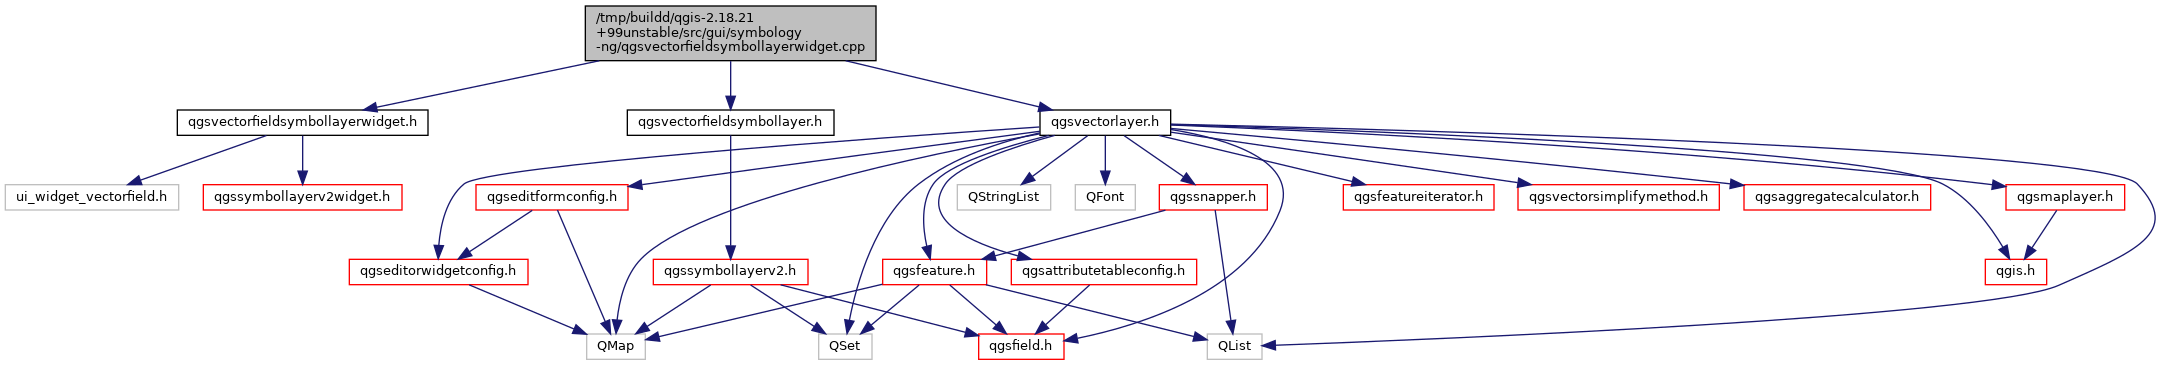 /tmp/buildd/qgis-2.18.21
+99unstable/src/gui/symbology
-ng/qgsvectorfieldsymbollayerwidget.cpp
qgsvectorfieldsymbollayerwidget.h
qgsvectorfieldsymbollayer.h
qgsvectorlayer.h
ui_widget_vectorfield.h
qgssymbollayerv2widget.h
qgseditformconfig.h
QStringList
QFont
qgssnapper.h
qgsfeatureiterator.h
qgsvectorsimplifymethod.h
qgsaggregatecalculator.h
qgsmaplayer.h
qgseditorwidgetconfig.h
qgssymbollayerv2.h
qgsfeature.h
qgsattributetableconfig.h
qgis.h
QMap
QSet
qgsfield.h
QList